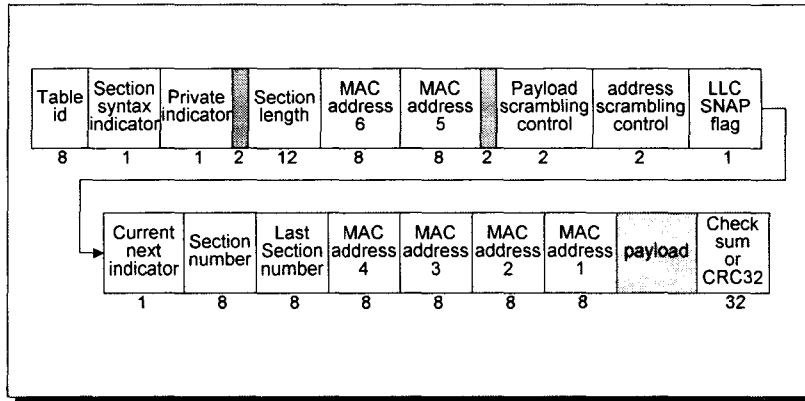 Table id
Section syntax indicator
Private indicator
Section length
MAC address 6
MAC address 5
Payload scrambling control
address scrambling control
LLC SNAP flag
8 1 1 2 12 8 8 2 2 2 1
Current next indicator
Section number
Last Section number
MAC address 4
MAC address 3
MAC address 2
MAC address 1
payload
Check sum or CRC32
1 8 8 8 8 8 8 32